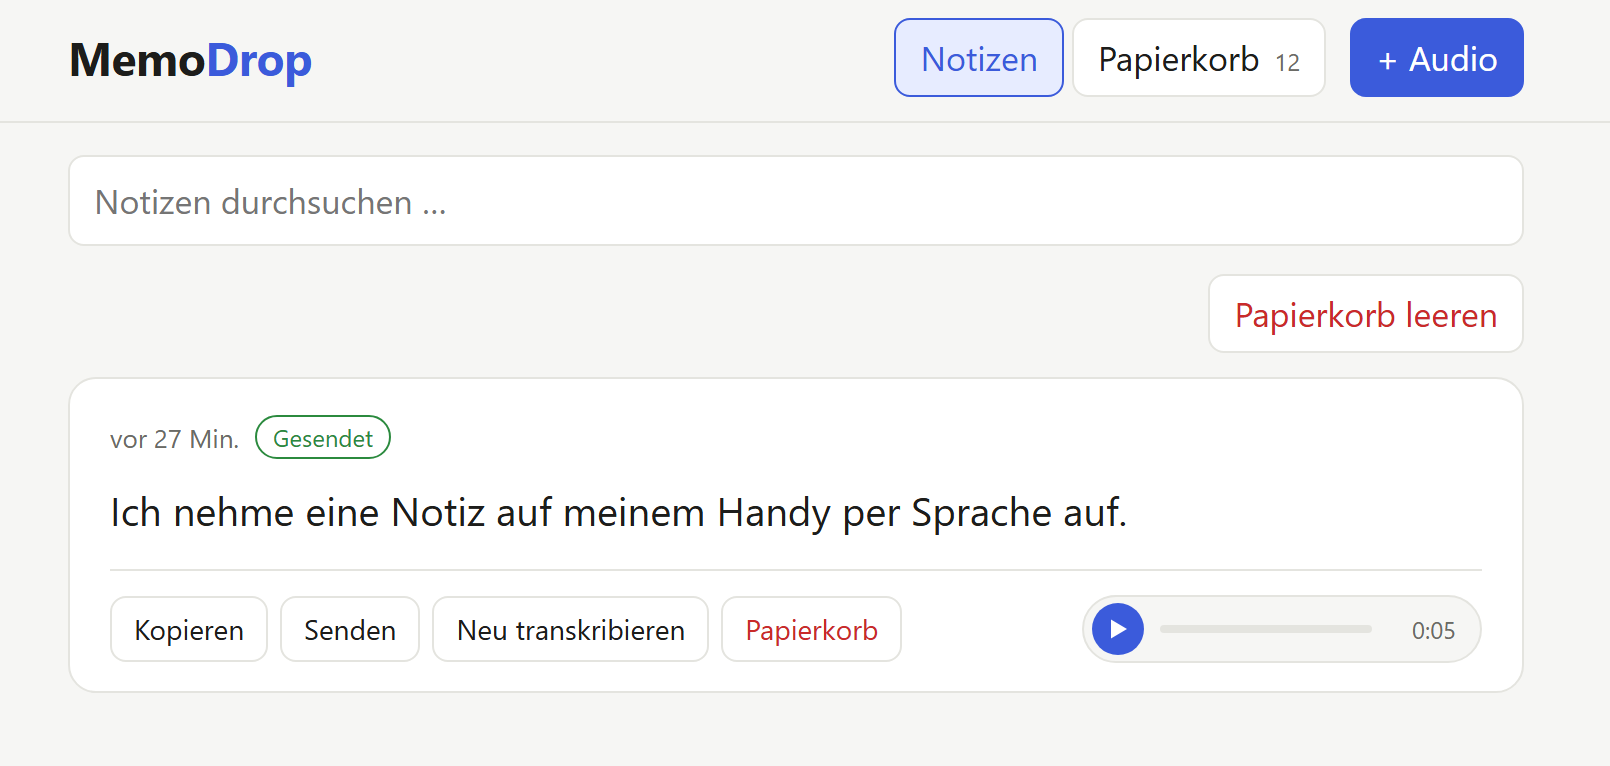 MemoDrop
Notizen Papierkorb 12 + Audio
Notizen durchsuchen ...
Papierkorb leeren
vor 27 Min. Gesendet
Ich nehme eine Notiz auf meinem Handy per Sprache auf.
Kopieren Senden Neu transkribieren Papierkorb 0:05